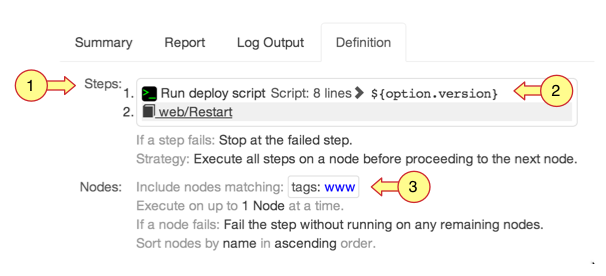 Summary Report Log Output Definition
1 Steps: 1. Run deploy script Script: 8 lines ${option.version} 2
2. web/Restart
If a step fails: Stop at the failed step.
Strategy: Execute all steps on a node before proceeding to the next node.
Nodes: Include nodes matching: tags: www 3
Execute on up to 1 Node at a time.
If a node fails: Fail the step without running on any remaining nodes.
Sort nodes by name in ascending order.